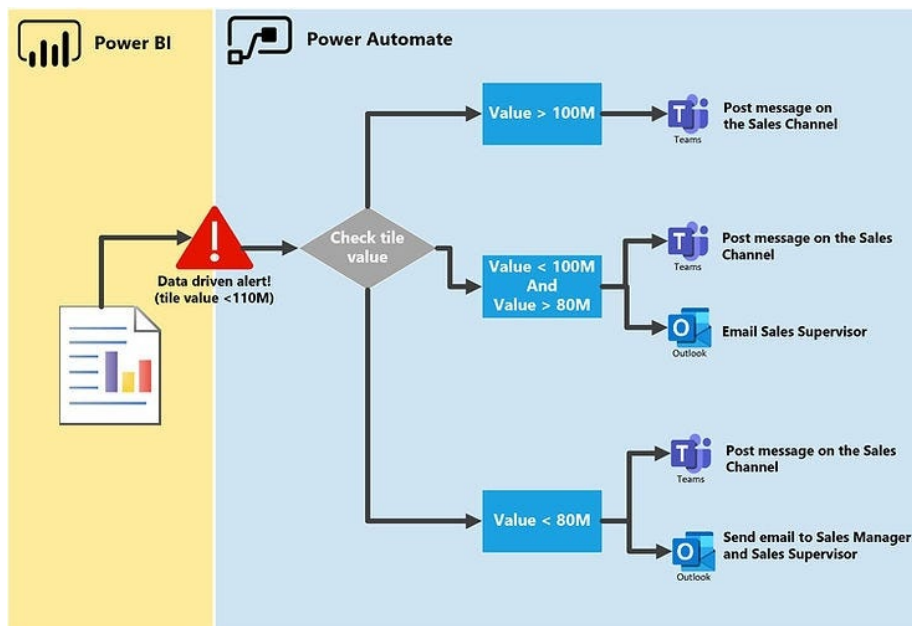 Power BI
Power Automate
Value > 100M
Teams
Post message on
the Sales Channel
Check tile
value
Data driven alert!
(tile value <110M)
Value < 100M
And
Value > 80M
Teams
Post message on the Sales
Channel
Outlook
Email Sales Supervisor
Value < 80M
Teams
Post message on the Sales
Channel
Outlook
Send email to Sales Manager
and Sales Supervisor